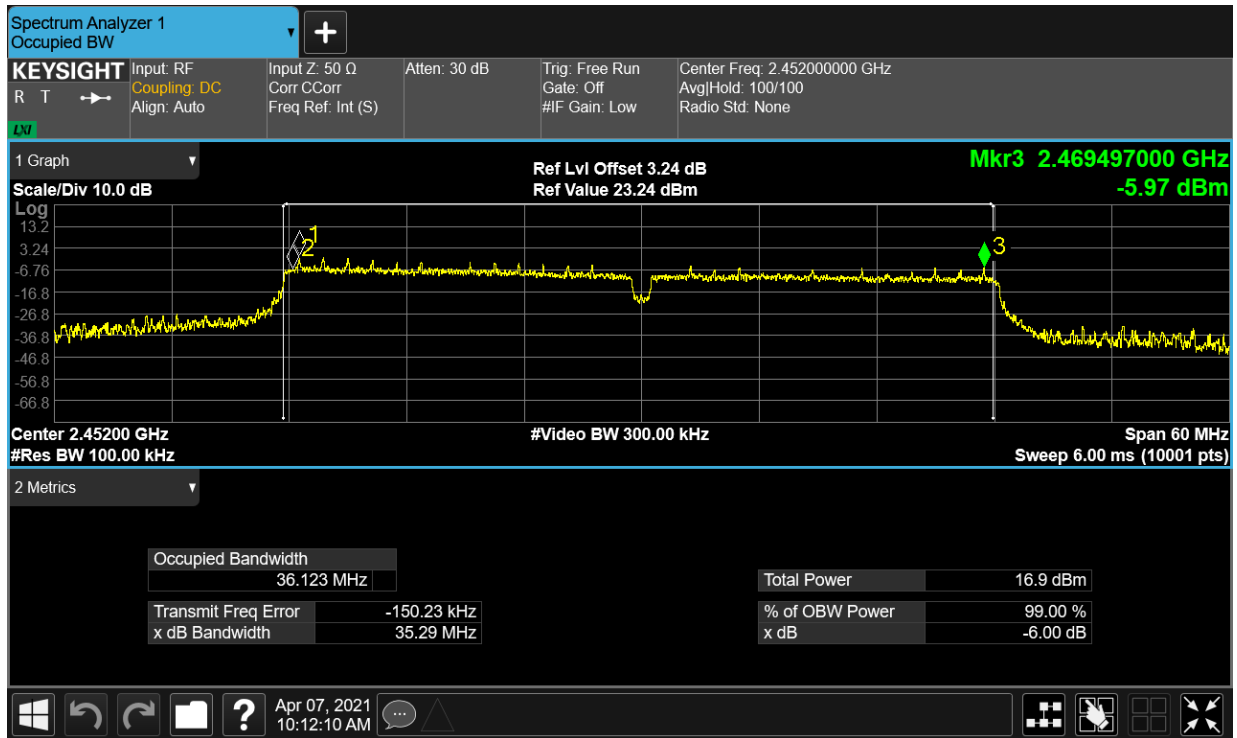 Spectrum Analyzer 1
Occupied BW
+
KEYSIGHT
R T
LXI
Input: RF
Coupling: DC
Align: Auto
Input Z: 50 Ω
Corr CCorr
Freq Ref: Int (S)
Atten: 30 dB
Trig: Free Run
Gate: Off
#IF Gain: Low
Center Freq: 2.452000000 GHz
Avg|Hold: 100/100
Radio Std: None
1 Graph
Scale/Div 10.0 dB
Ref Lvl Offset 3.24 dB
Ref Value 23.24 dBm
Mkr3 2.469497000 GHz
-5.97 dBm
Log
13.2
3.24
-6.76
-16.8
-26.8
-36.8
-46.8
-56.8
-66.8
1
2
3
Center 2.45200 GHz
#Res BW 100.00 kHz
#Video BW 300.00 kHz
Span 60 MHz
Sweep 6.00 ms (10001 pts)
2 Metrics
Occupied Bandwidth
36.123 MHz
Transmit Freq Error -150.23 kHz
x dB Bandwidth 35.29 MHz
Total Power 16.9 dBm
% of OBW Power 99.00 %
x dB -6.00 dB
?
Apr 07, 2021
10:12:10 AM